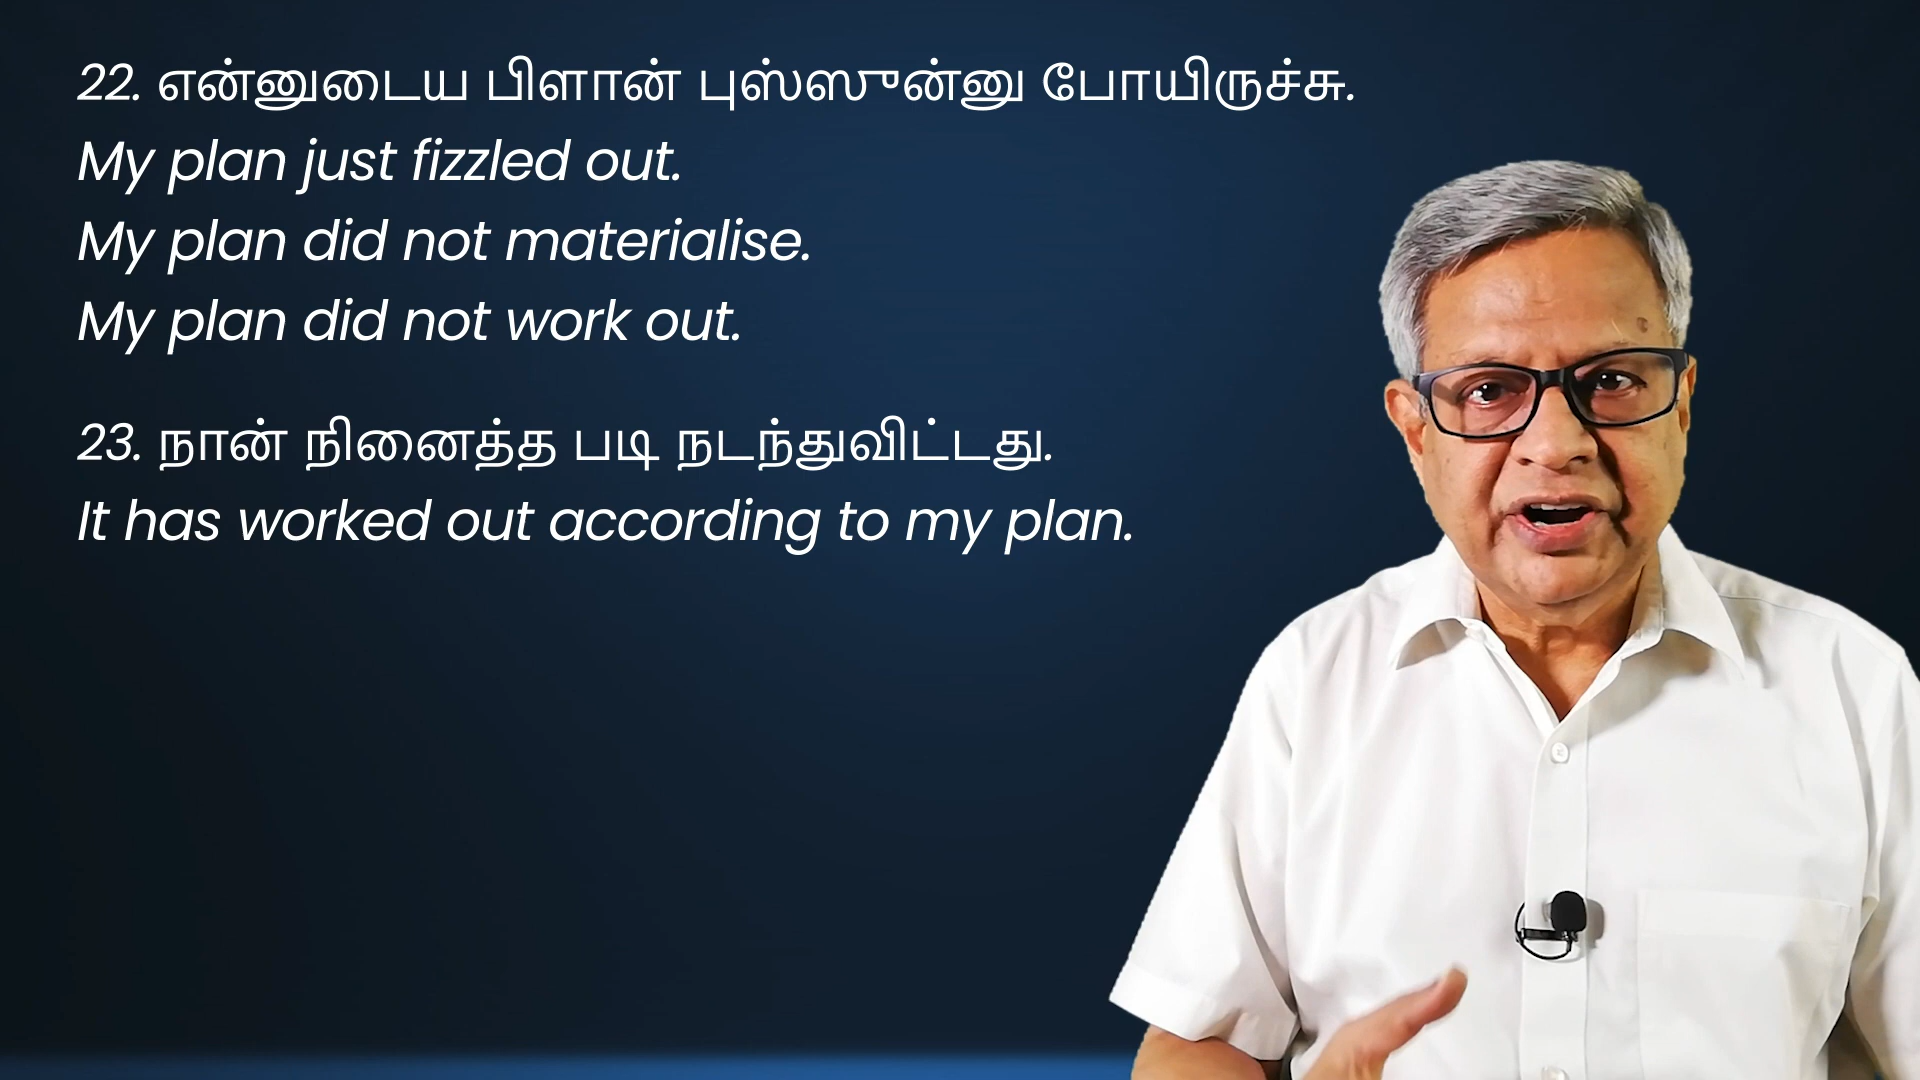 22. என்னுடைய பிளான் புஸ்ஸுன்னு போயிருச்சு.
My plan just fizzled out.
My plan did not materialise.
My plan did not work out.
23. நான் நினைத்த படி நடந்துவிட்டது.
It has worked out according to my plan.